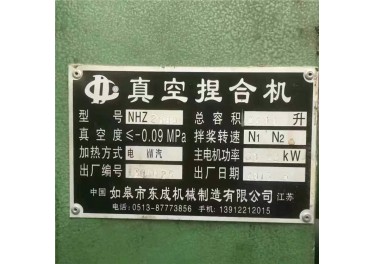 真空捏合机
型 号 NHZ 总 容 积 升
真 空 度 ≤-0.09 MPa 拌桨转速 N1 N2
加热方式 电 汽 主电机功率 kW
出厂编号 出厂日期
中国 如皋市东成机械制造有限公司 江苏
电话:0513-87773856 手机:13912212015